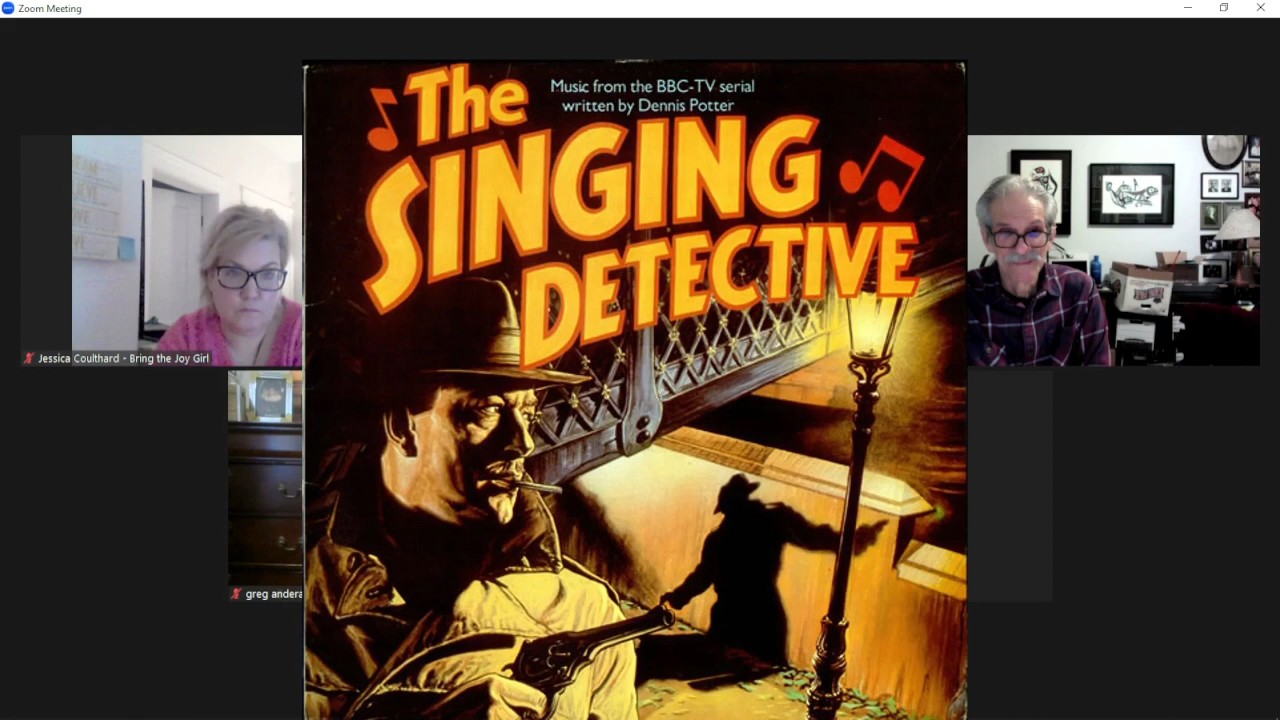 Zoom Meeting
The
Music from the BBC-TV serial
written by Dennis Potter
SINGING
DETECTIVE
Jessica Coulthard - Bring the Joy Girl
greg andera